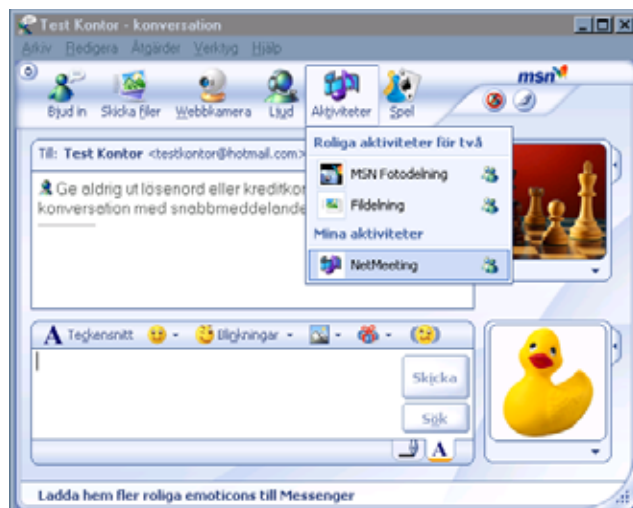 Test Kontor - konversation
Arkiv Redigera Åtgärder Verktyg Hjälp
msn
Bjud in Skicka filer Webbkamera Ljud Aktiviteter Spel
Roliga aktiviteter för två
MSN Fotodelning
Fildelning
Mina aktiviteter
NetMeeting
Till: Test Kontor <testkontor@hotmail.com>
Ge aldrig ut lösenord eller kreditkor
konversation med snabbmeddelande
A Teckensnitt Blinkningar
Skicka
Sök
A
Ladda hem fler roliga emoticons till Messenger